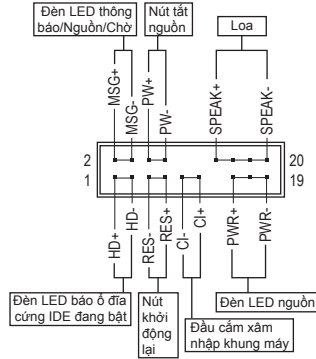 Đèn LED thông
báo/Nguồn/Chờ
Nút tắt
nguồn
Loa
MSG+
MSG-
PW+
PW-
SPEAK+
SPEAK-
2
20
1
19
HD+
HD-
RES-
RES+
CI-
CI+
PWR+
PWR-
Đèn LED báo ổ đĩa
cứng IDE đang bật
Nút
khởi
động
lại
Đầu cắm xâm
nhập khung máy
Đèn LED nguồn